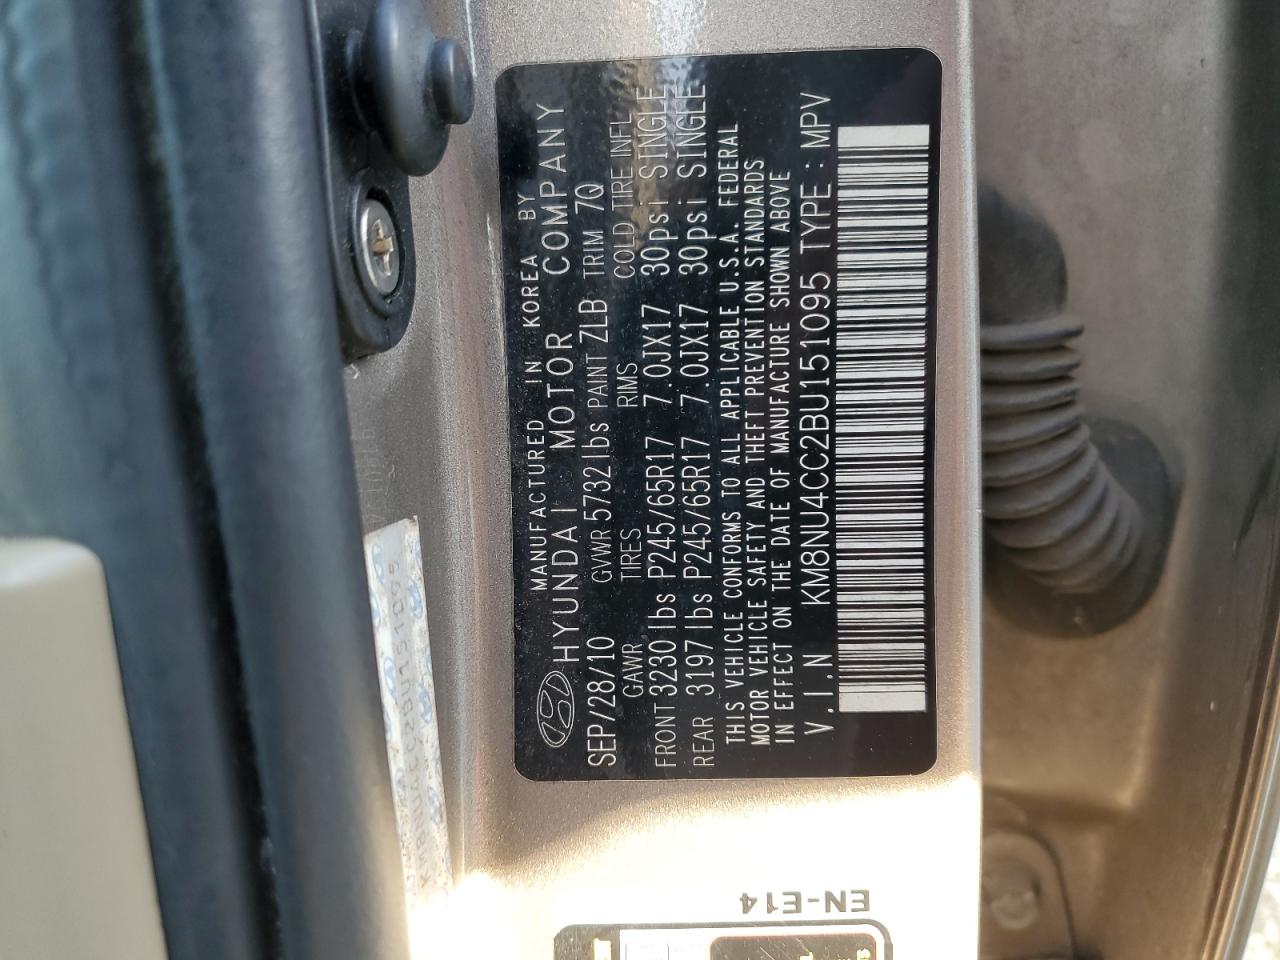 MANUFACTURED IN KOREA BY
HYUNDAI MOTOR COMPANY
SEP/28/10 GVWR 5732lbs PAINT ZLB TRIM 7Q
GAWR TIRES RIMS COLD TIRE INFL
FRONT 3230 lbs P245/65R17 7.0JX17 30psi SINGLE
REAR 3197 lbs P245/65R17 7.0JX17 30psi SINGLE
THIS VEHICLE CONFORMS TO ALL APPLICABLE U.S.A. FEDERAL
MOTOR VEHICLE SAFETY AND THEFT PREVENTION STANDARDS
IN EFFECT ON THE DATE OF MANUFACTURE SHOWN ABOVE
V.I.N KM8NU4CC2BU151095 TYPE : MPV
KM8NU4CC2BU151095
EN-E14